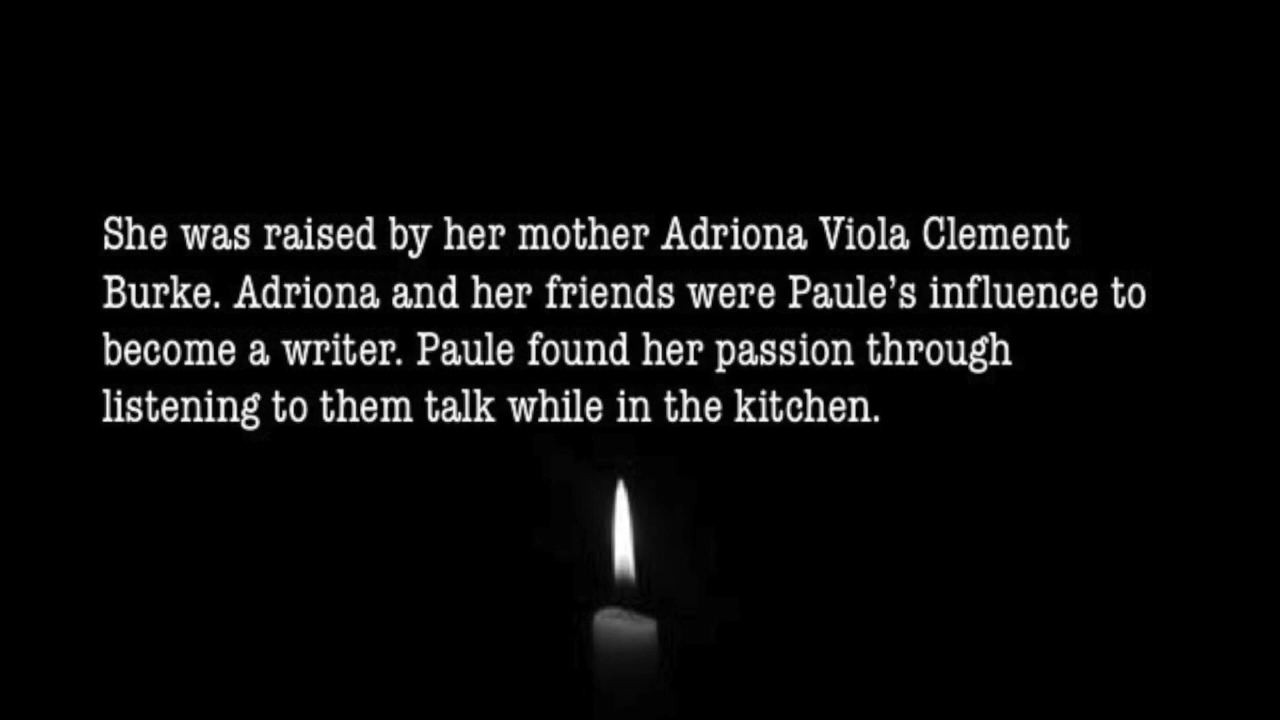 She was raised by her mother Adriona Viola Clement
Burke. Adriona and her friends were Paule's influence to
become a writer. Paule found her passion through
listening to them talk while in the kitchen.